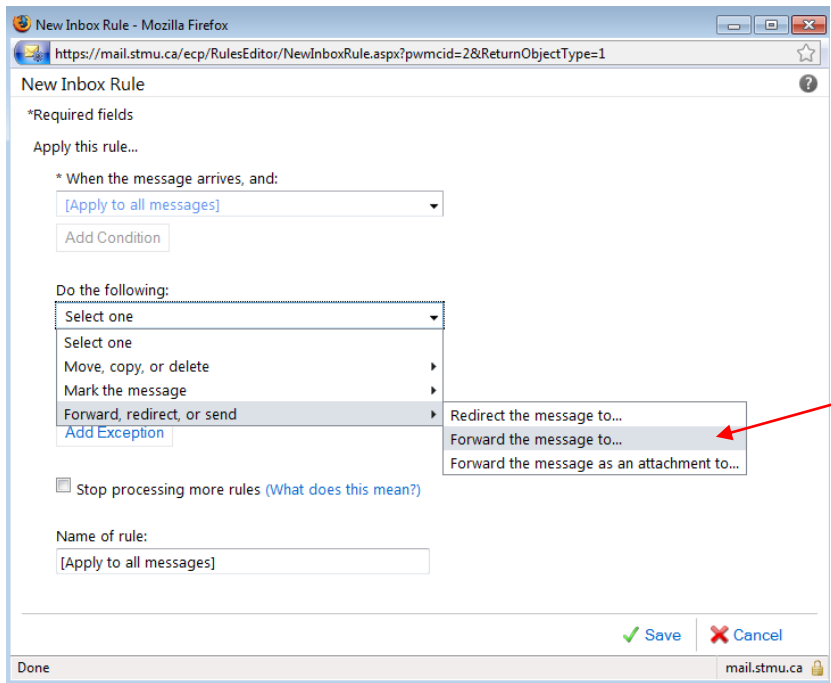 New Inbox Rule - Mozilla Firefox
https://mail.stmu.ca/ecp/RulesEditor/NewInboxRule.aspx?pwmcid=2&ReturnObjectType=1
New Inbox Rule
*Required fields
Apply this rule...
* When the message arrives, and:
[Apply to all messages]
Add Condition
Do the following:
Select one
Select one
Move, copy, or delete
Mark the message
Forward, redirect, or send
Redirect the message to...
Add Exception
Forward the message to...
Forward the message as an attachment to...
Stop processing more rules (What does this mean?)
Name of rule:
[Apply to all messages]
Save Cancel
Done mail.stmu.ca